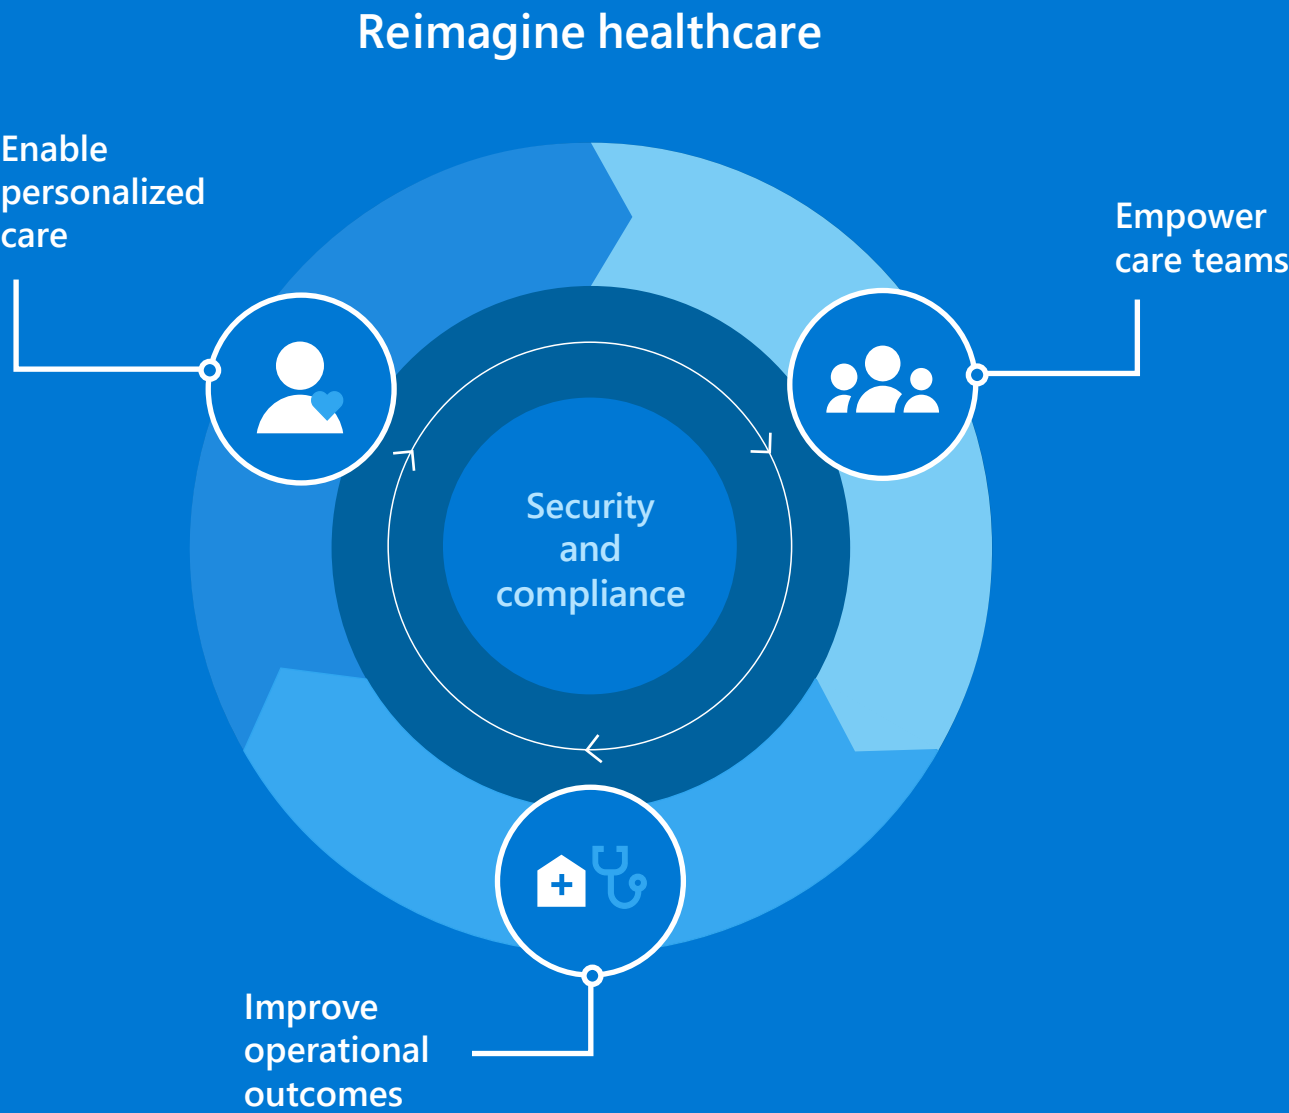 Reimagine healthcare
Enable
personalized
care
Empower
care teams
Security
and
compliance
Improve
operational
outcomes